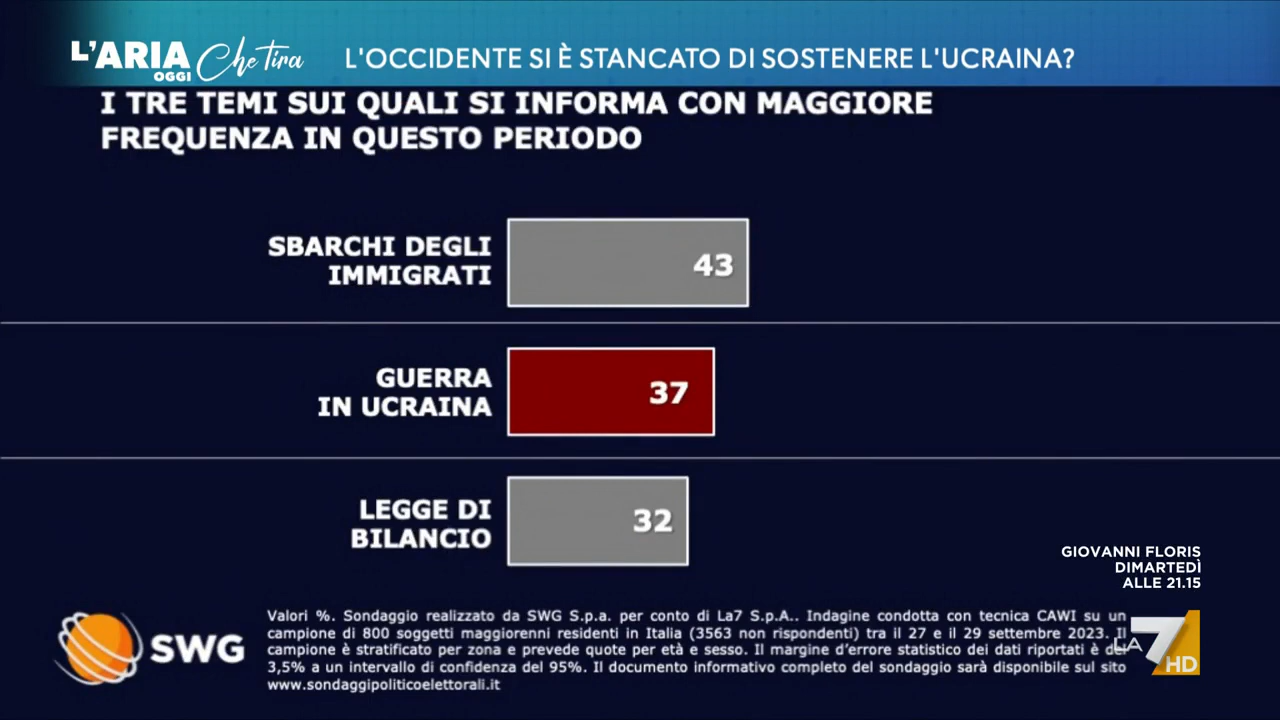 L'ARIA
OGGI
Che Tira
L'OCCIDENTE SI È STANCATO DI SOSTENERE L'UCRAINA?
I TRE TEMI SUI QUALI SI INFORMA CON MAGGIORE
FREQUENZA IN QUESTO PERIODO
SBARCHI DEGLI
IMMIGRATI
43
GUERRA
IN UCRAINA
37
LEGGE DI
BILANCIO
32
GIOVANNI FLORIS
DIMARTEDÌ
ALLE 21.15
SWG
Valori %. Sondaggio realizzato da SWG S.p.a. per conto di La7 S.p.A.. Indagine condotta con tecnica CAWI su un
campione di 800 soggetti maggiorenni residenti in Italia (3563 non rispondenti) tra il 27 e il 29 settembre 2023. Il
campione è stratificato per zona e prevede quote per età e sesso. Il margine d'errore statistico dei dati riportati è del
3,5% a un intervallo di confidenza del 95%. Il documento informativo completo del sondaggio sarà disponibile sul sito
www.sondaggipoliticoelettorali.it
LA7
HD